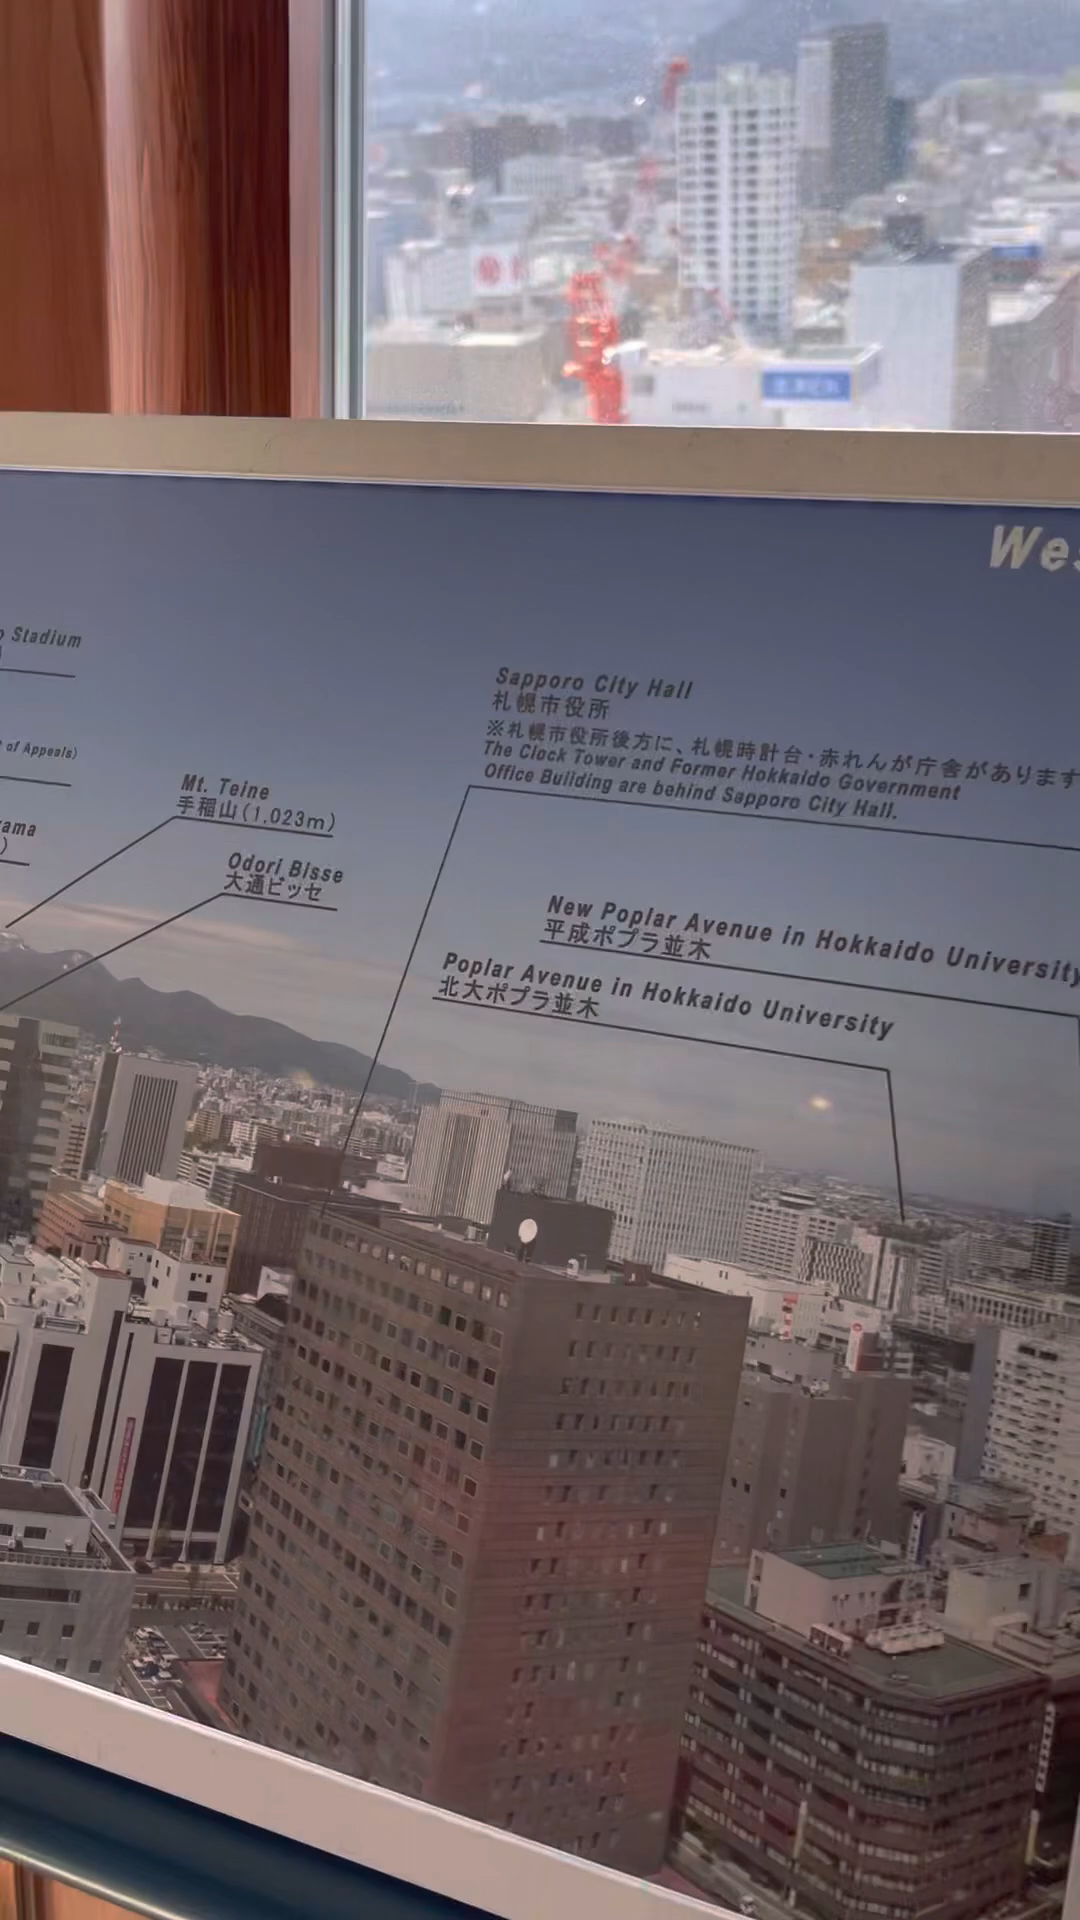 Wes
o Stadium
t of Appeals)
yama
)
Mt. Teine
手稲山(1,023m)
Odori Bisse
大通ビッセ
Sapporo City Hall
札幌市役所
※札幌市役所後方に、札幌時計台・赤れんが庁舎があります
The Clock Tower and Former Hokkaido Government
Office Building are behind Sapporo City Hall.
New Poplar Avenue in Hokkaido University
平成ポプラ並木
Poplar Avenue in Hokkaido University
北大ポプラ並木